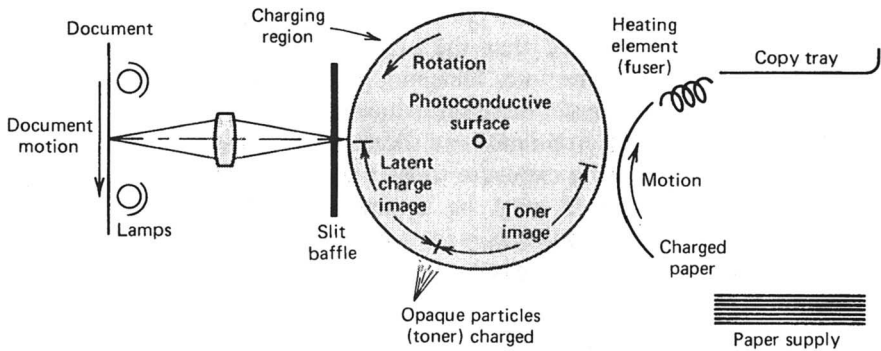 Document
Charging
region
Heating
element
(fuser)
Copy tray
Rotation
Photoconductive
surface
Document
motion
Latent
charge
image
Toner
image
Motion
Lamps
Slit
baffle
Charged
paper
Opaque particles
(toner) charged
Paper supply